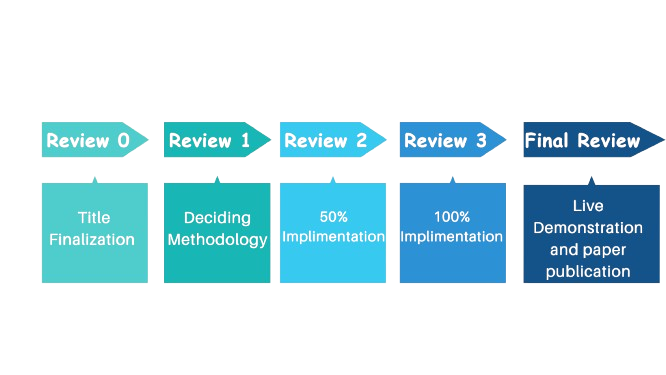 Review 0
Review 1
Review 2
Review 3
Final Review
Title
Finalization
Deciding
Methodology
50%
Implimentation
100%
Implimentation
Live
Demonstration
and paper
publication